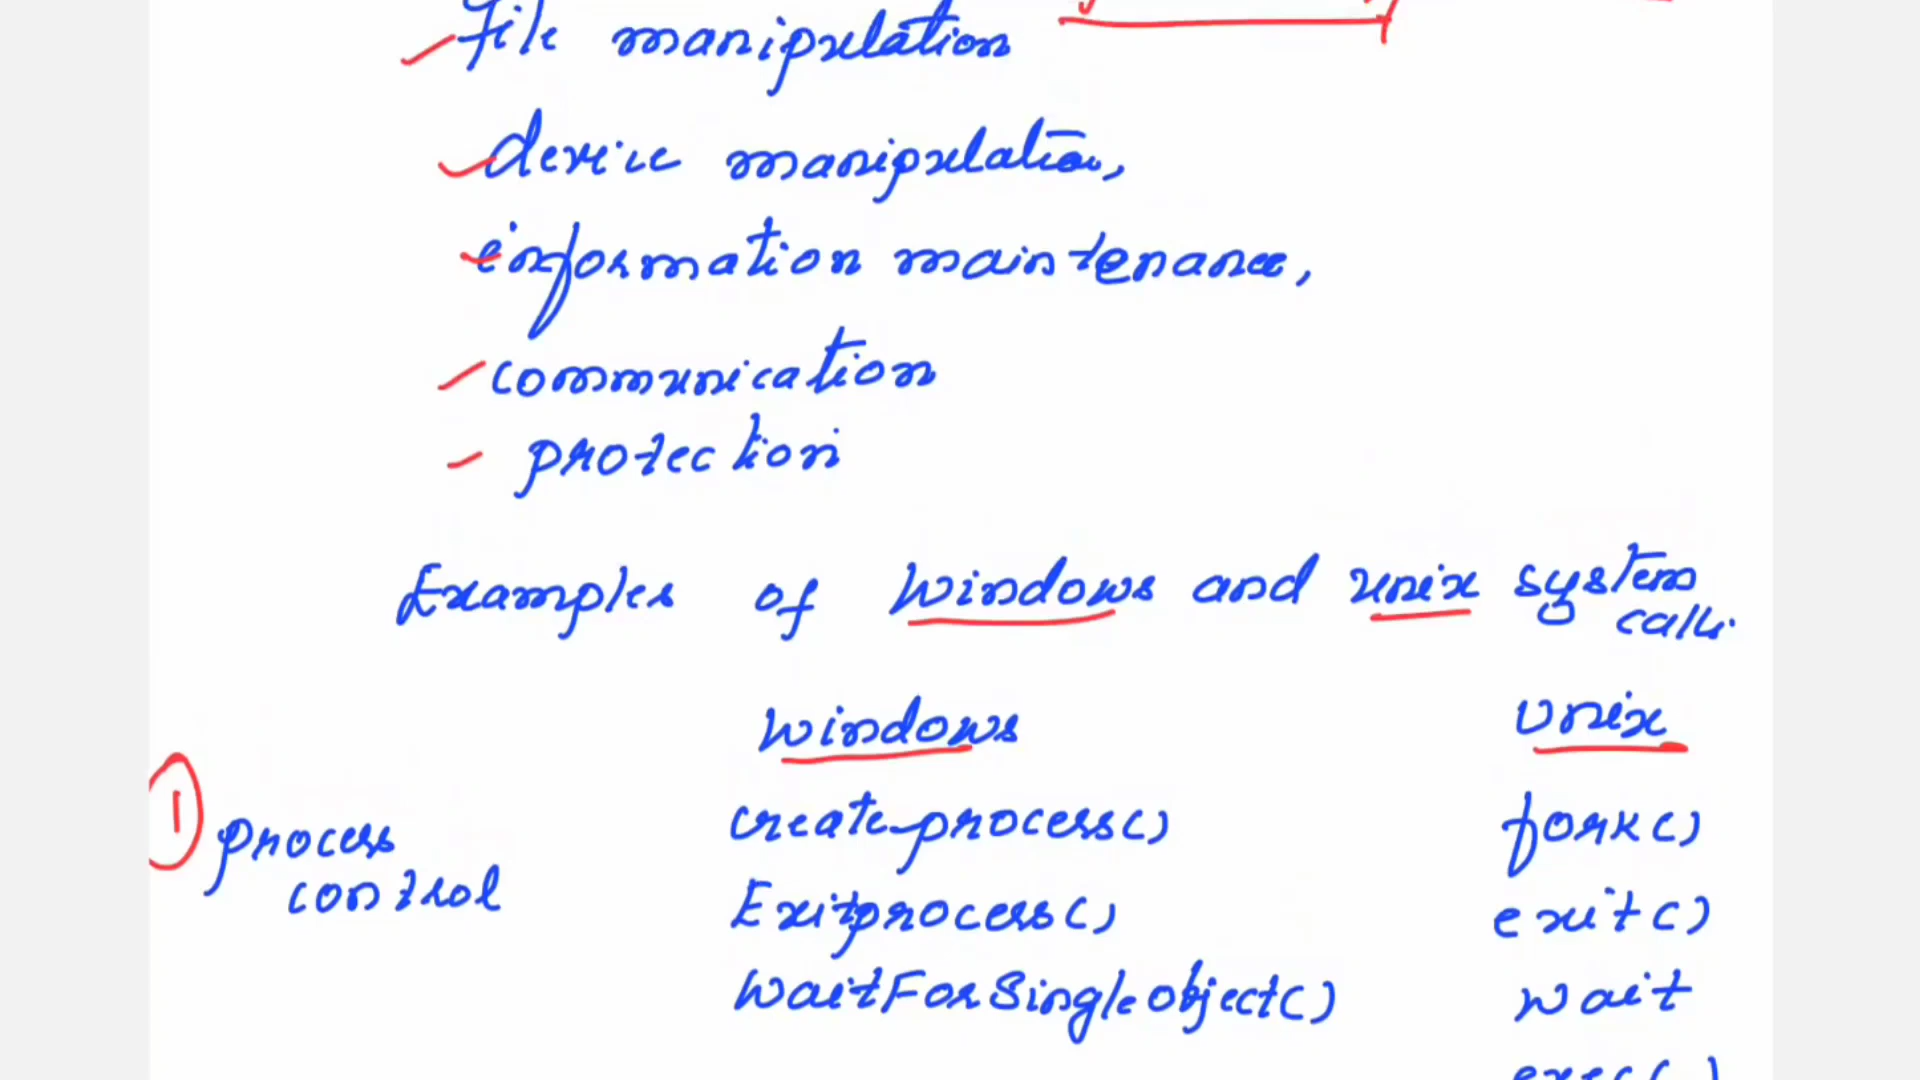 File manipulation
device manipulation,
information maintenance,
communication
protection
Examples of Windows and unix system calls.
Windows Unix
1 process control
createprocess() fork()
Exitprocess() exit()
WaitForSingleobject() wait